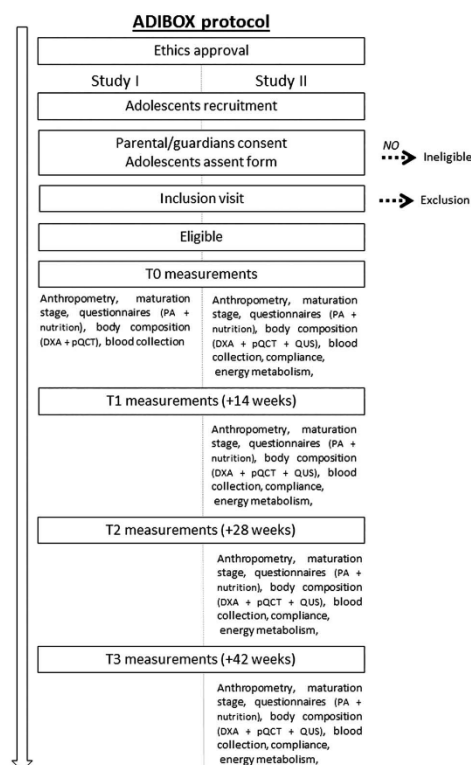 ADIBOX protocol
Ethics approval
Study I
Study II
Adolescents recruitment
Parental/guardians consent
Adolescents assent form
NO
Ineligible
Inclusion visit
Exclusion
Eligible
T0 measurements
Anthropometry, maturation
stage, questionnaires (PA +
nutrition), body composition
(DXA + pQCT), blood collection
Anthropometry, maturation
stage, questionnaires (PA +
nutrition), body composition
(DXA + pQCT + QUS), blood
collection, compliance,
energy metabolism,
T1 measurements (+14 weeks)
Anthropometry, maturation
stage, questionnaires (PA +
nutrition), body composition
(DXA + pQCT + QUS), blood
collection, compliance,
energy metabolism,
T2 measurements (+28 weeks)
Anthropometry, maturation
stage, questionnaires (PA +
nutrition), body composition
(DXA + pQCT + QUS), blood
collection, compliance,
energy metabolism,
T3 measurements (+42 weeks)
Anthropometry, maturation
stage, questionnaires (PA +
nutrition), body composition
(DXA + pQCT + QUS), blood
collection, compliance,
energy metabolism,